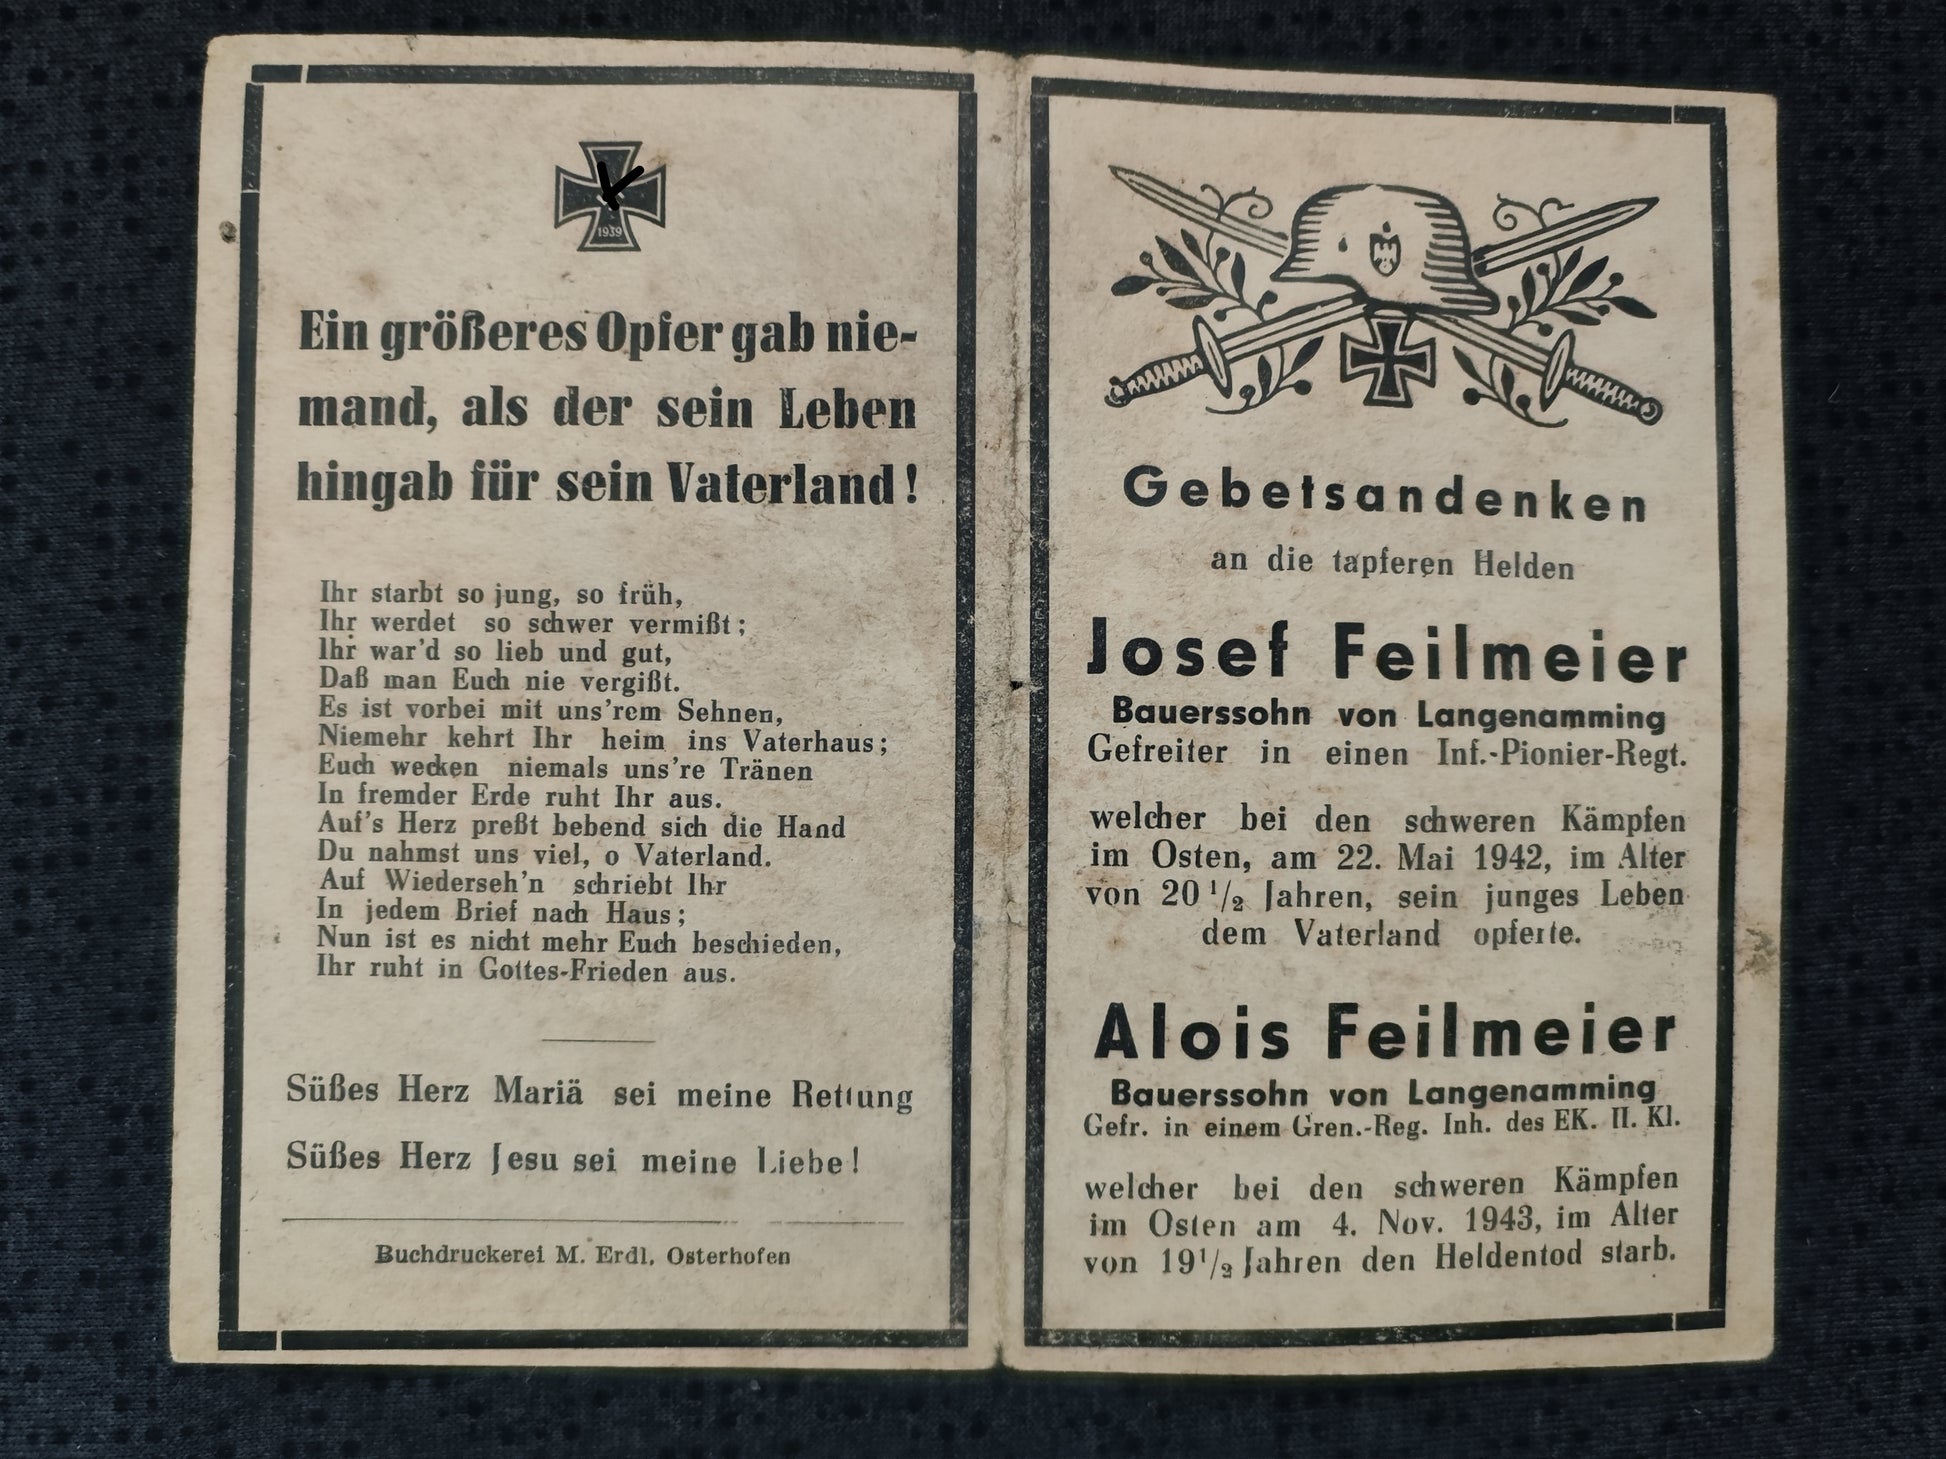 1939
Ein größeres Opfer gab nie-
mand, als der sein Leben
hingab für sein Vaterland!
Ihr starbt so jung, so früh,
Ihr werdet so schwer vermißt;
Ihr war'd so lieb und gut,
Daß man Euch nie vergißt.
Es ist vorbei mit uns'rem Sehnen,
Niemehr kehrt Ihr heim ins Vaterhaus;
Euch wecken niemals uns're Tränen
In fremder Erde ruht Ihr aus.
Auf's Herz preßt bebend sich die Hand
Du nahmst uns viel, o Vaterland.
Auf Wiederseh'n schriebt Ihr
In jedem Brief nach Haus;
Nun ist es nicht mehr Euch beschieden,
Ihr ruht in Gottes-Frieden aus.
Süßes Herz Mariä sei meine Rettung
Süßes Herz Jesu sei meine Liebe!
Buchdruckerei M. Erdl, Osterhofen
Gebetsandenken
an die tapferen Helden
Josef Feilmeier
Bauerssohn von Langenamming
Gefreiter in einen Inf.-Pionier-Regt.
welcher bei den schweren Kämpfen
im Osten, am 22. Mai 1942, im Alter
von 20 1/2 Jahren, sein junges Leben
dem Vaterland opferte.
Alois Feilmeier
Bauerssohn von Langenamming
Gefr. in einem Gren.-Reg. Inh. des EK. II. Kl.
welcher bei den schweren Kämpfen
im Osten am 4. Nov. 1943, im Alter
von 19 1/2 Jahren den Heldentod starb.